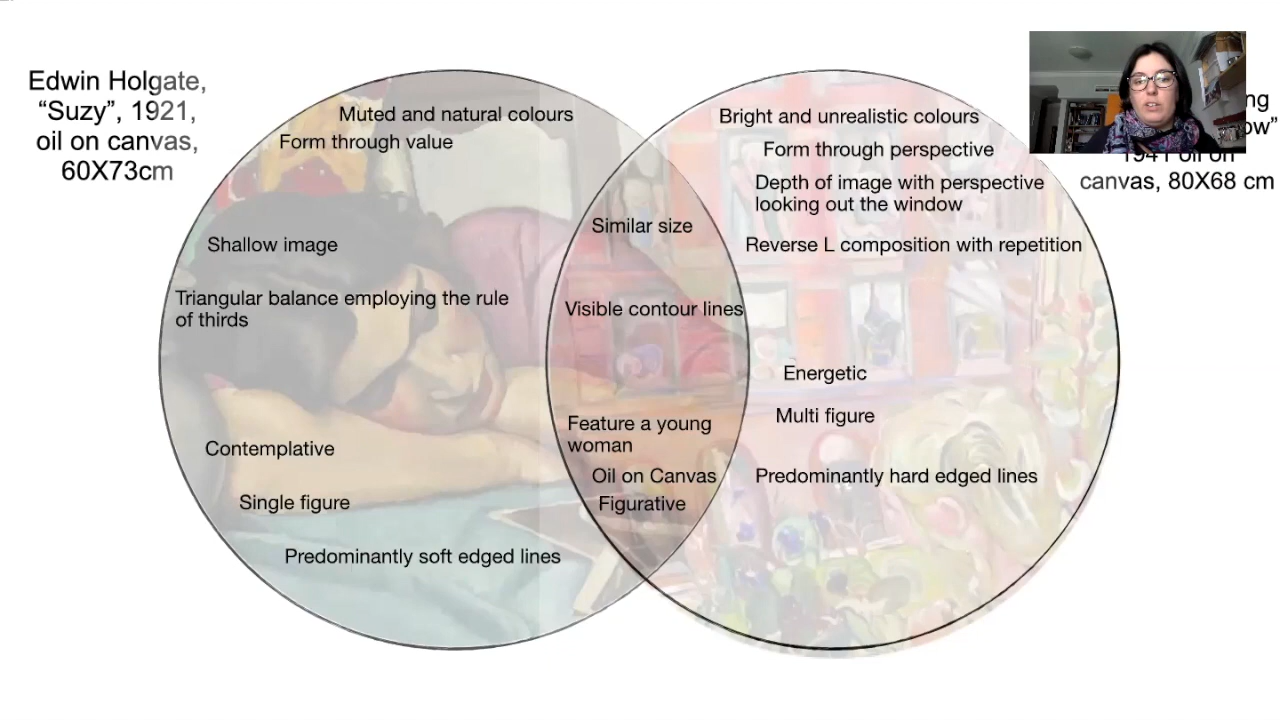 Edwin Holgate,
“Suzy”, 1921,
oil on canvas,
60X73cm
Muted and natural colours
Form through value
Shallow image
Triangular balance employing the rule
of thirds
Contemplative
Single figure
Predominantly soft edged lines
Similar size
Visible contour lines
Feature a young
woman
Oil on Canvas
Figurative
Bright and unrealistic colours
Form through perspective
Depth of image with perspective
looking out the window
Reverse L composition with repetition
Energetic
Multi figure
Predominantly hard edged lines
1941 oil on
canvas, 80X68 cm